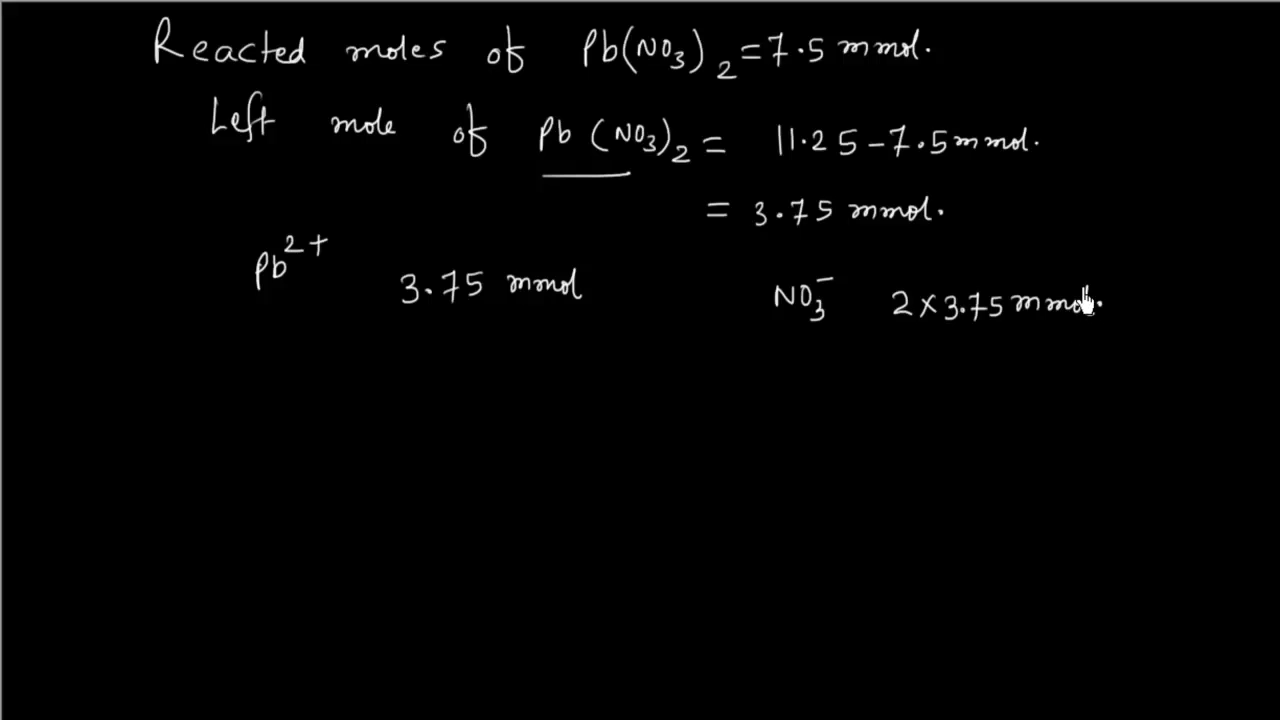 Reacted moles of Pb(NO₃)₂ = 7.5 mmol.
Left mole of Pb (NO₃)₂ = 11.25 - 7.5 mmol.
= 3.75 mmol.
Pb²⁺ 3.75 mmol NO₃⁻ 2 × 3.75 mmol.